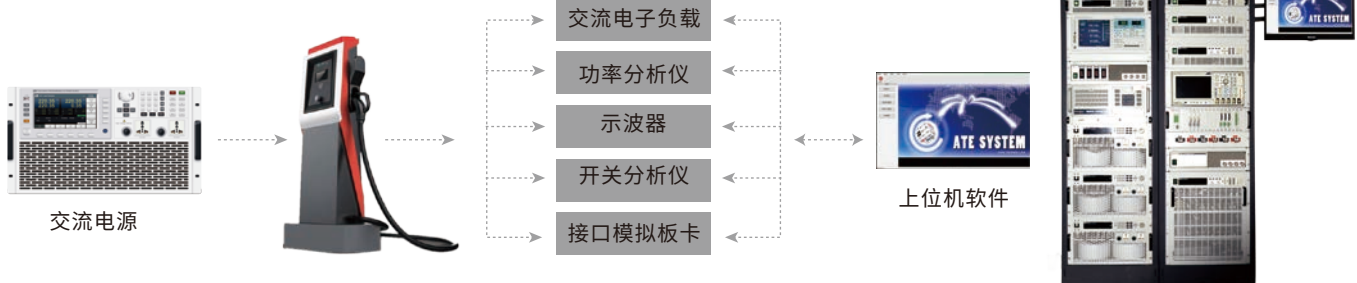 交流电源
交流电子负载
功率分析仪
示波器
开关分析仪
接口模拟板卡
ATE SYSTEM
上位机软件
ATE SYSTEM